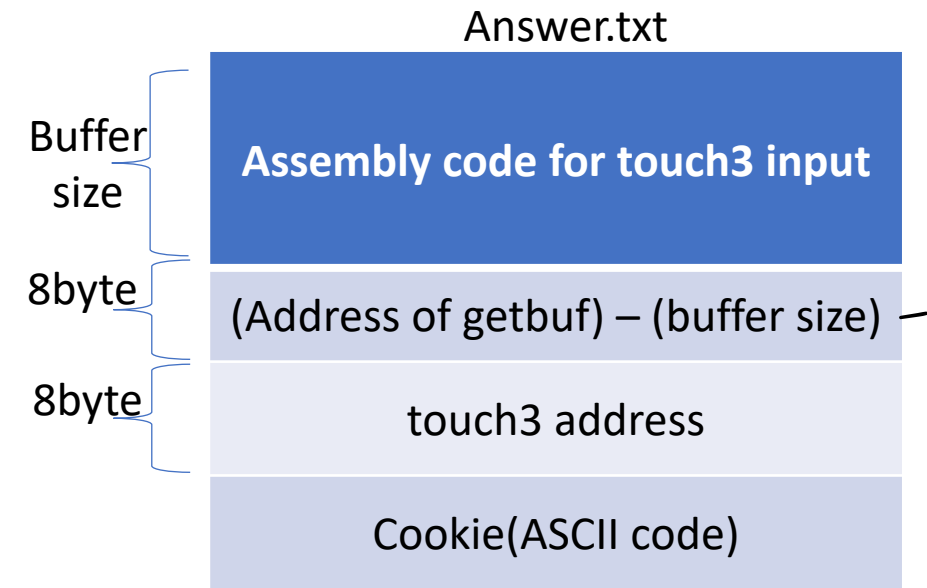 Answer.txt
Buffer
size
Assembly code for touch3 input
8byte
(Address of getbuf) – (buffer size)
8byte
touch3 address
Cookie(ASCII code)